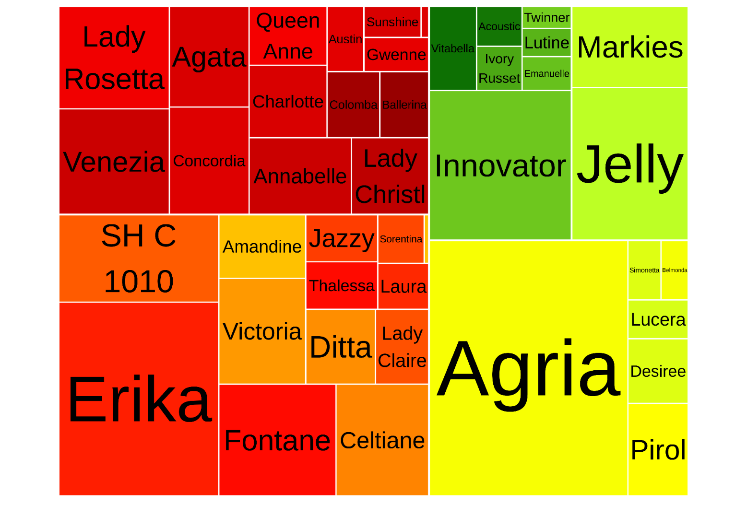 Lady
Rosetta
Agata
Queen
Anne
Austin
Sunshine
Gwenne
Charlotte
Colomba
Ballerina
Venezia
Concordia
Annabelle
Lady
Christl
Vitabella
Acoustic
Ivory
Russet
Twinner
Lutine
Emanuelle
Markies
Innovator
Jelly
SH C
1010
Erika
Amandine
Victoria
Jazzy
Sorentina
Thalessa
Laura
Ditta
Lady
Claire
Fontane
Celtiane
Agria
Simonetta
Belmonda
Lucera
Desiree
Pirol